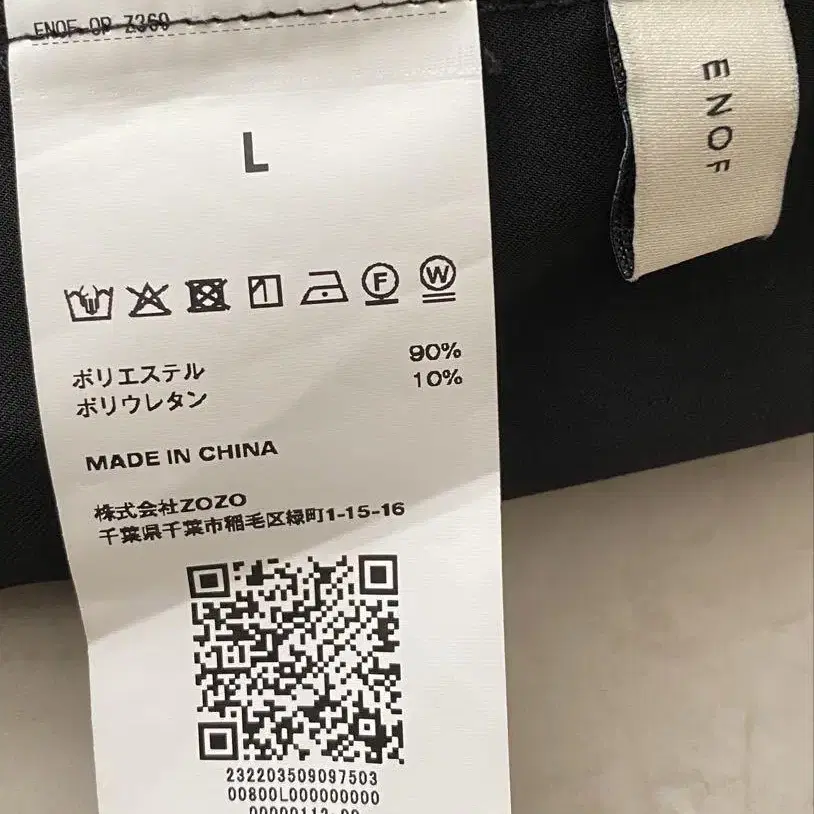 ENOF OP Z369
ENOF
L
F
W
ポリエステル 90%
ポリウレタン 10%
MADE IN CHINA
株式会社ZOZO
千葉県千葉市稲毛区緑町1-15-16
232203509097503
00800L000000000